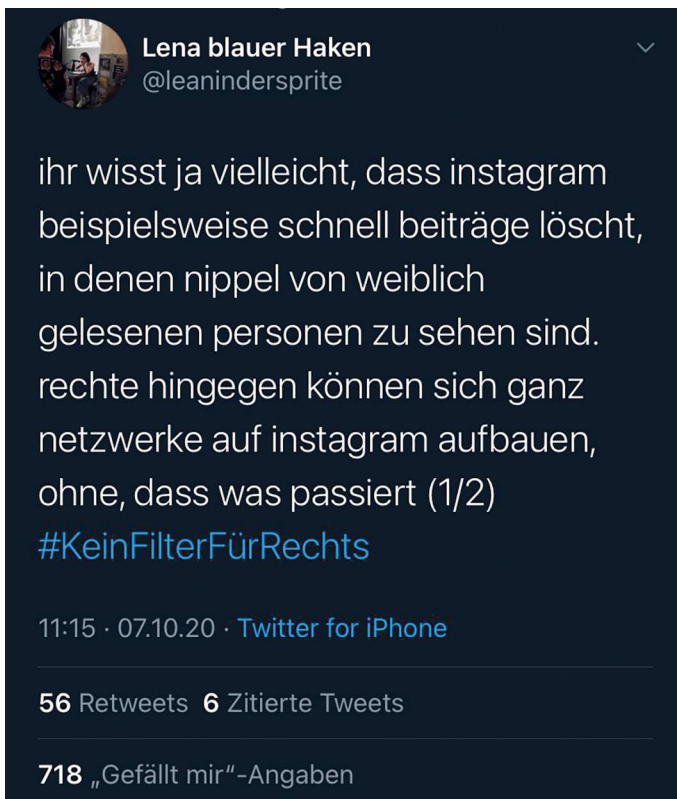 Lena blauer Haken
@leanindersprite
ihr wisst ja vielleicht, dass instagram
beispielsweise schnell beiträge löscht,
in denen nippel von weiblich
gelesenen personen zu sehen sind.
rechte hingegen können sich ganz
netzwerke auf instagram aufbauen,
ohne, dass was passiert (1/2)
#KeinFilterFürRechts
11:15 · 07.10.20 · Twitter for iPhone
56 Retweets 6 Zitierte Tweets
718 „Gefällt mir“-Angaben